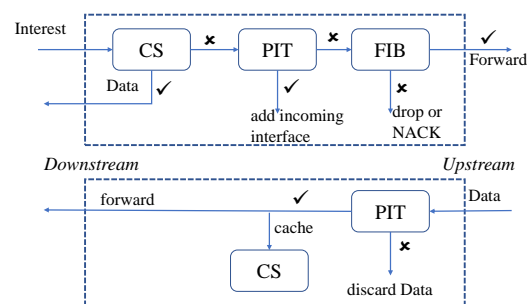 Interest
CS
PIT
FIB
Forward
Data
add incoming
interface
drop or
NACK
Downstream
Upstream
forward
PIT
Data
cache
CS
discard Data